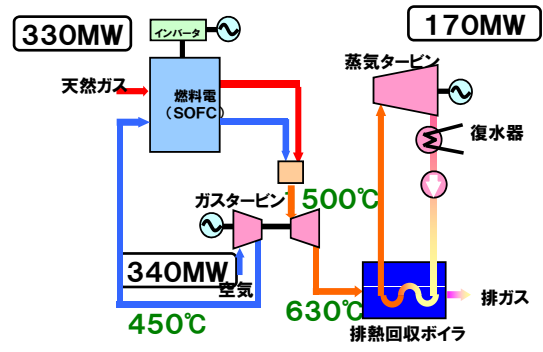 330MW
インバータ
170MW
蒸気タービン
天然ガス
燃料電
(SOFC)
復水器
ガスタービン
500℃
340MW
空気
630℃
排ガス
450℃
排熱回収ボイラ